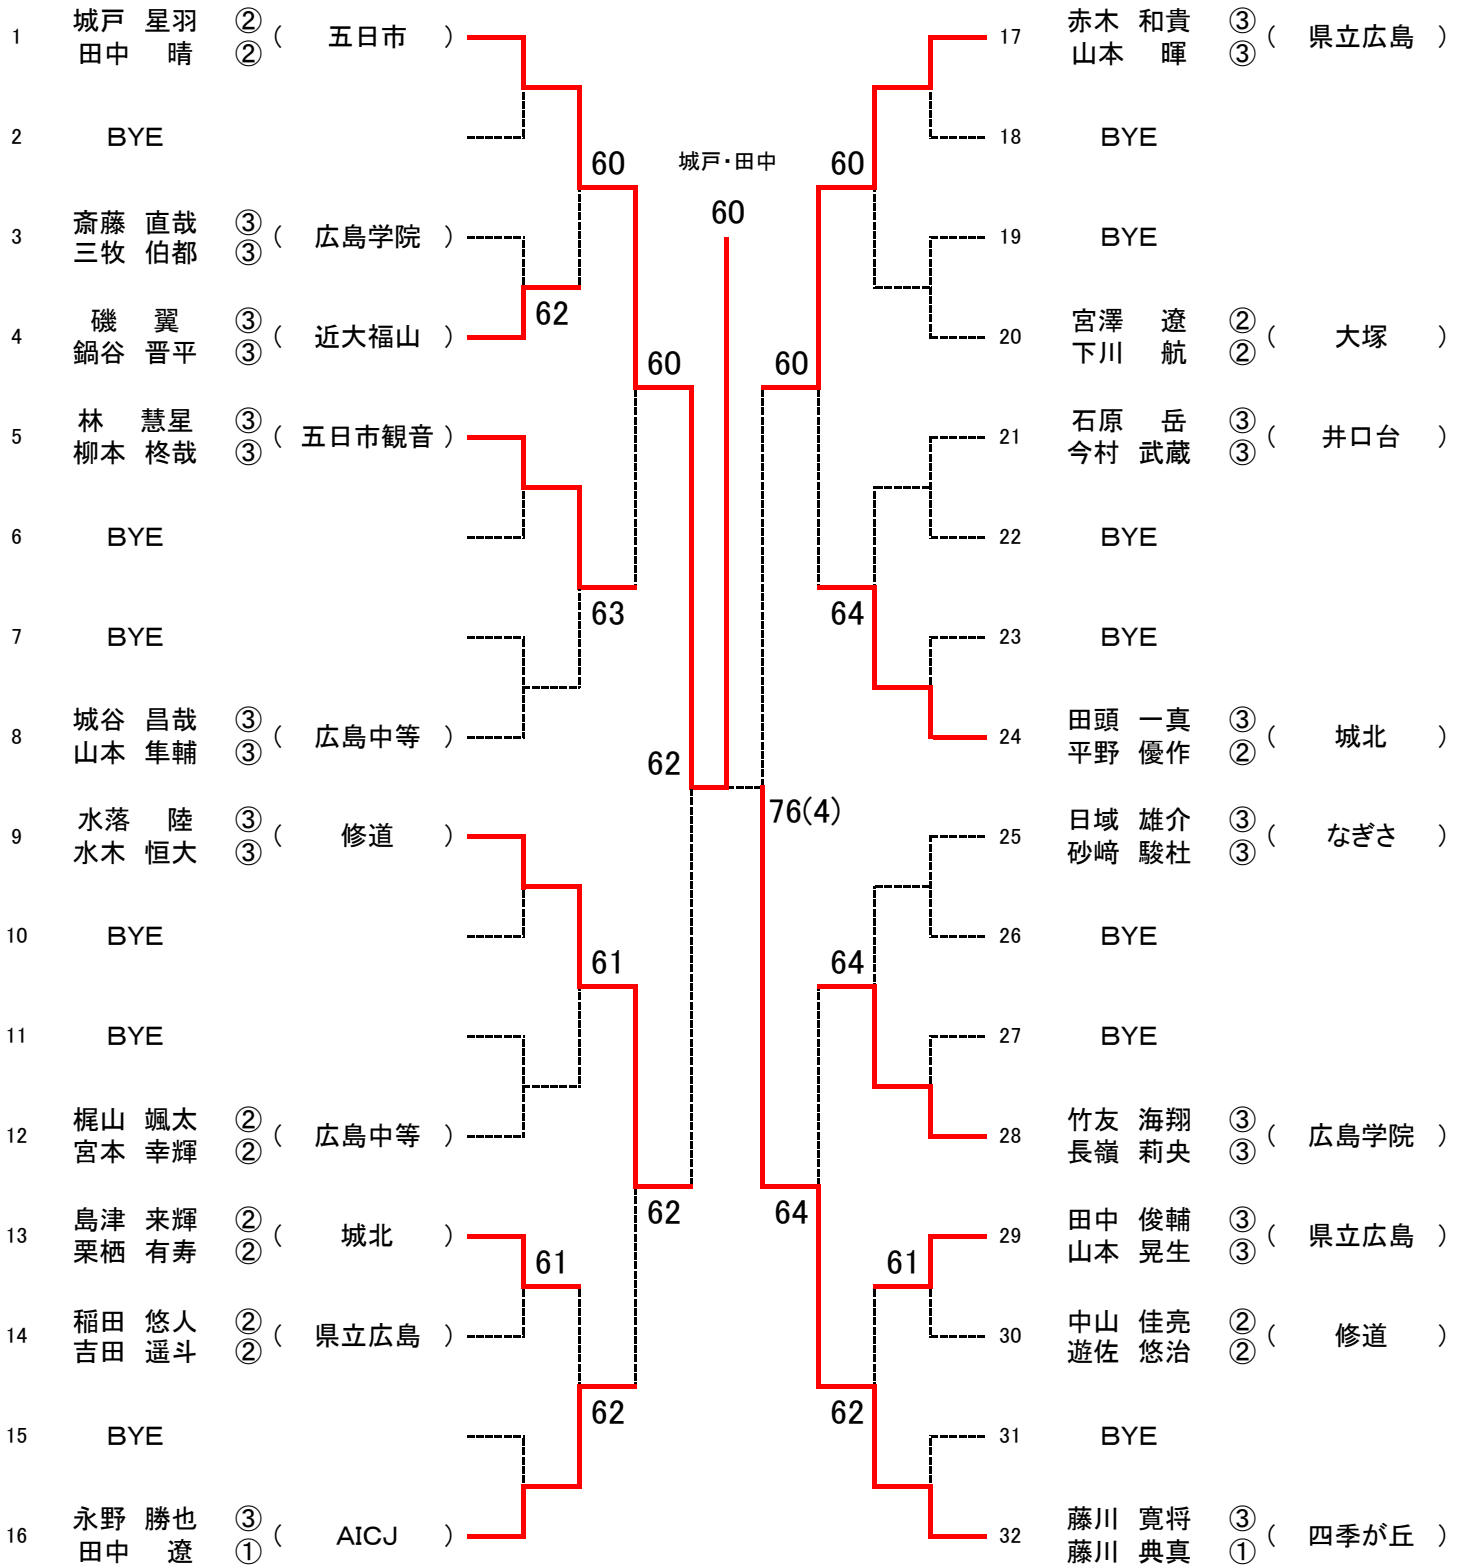 1 城戸 星羽 ② 田中 晴 ② ( 五日市 )
2 BYE
3 斎藤 直哉 ③ 三牧 伯都 ③ ( 広島学院 )
4 磯 翼 ③ 鍋谷 晋平 ③ ( 近大福山 )
5 林 慧星 ③ 柳本 柊哉 ③ ( 五日市観音 )
6 BYE
7 BYE
8 城谷 昌哉 ③ 山本 隼輔 ③ ( 広島中等 )
9 水落 陸 ③ 水木 恒大 ③ ( 修道 )
10 BYE
11 BYE
12 梶山 颯太 ② 宮本 幸輝 ② ( 広島中等 )
13 島津 来輝 ② 栗栖 有寿 ② ( 城北 )
14 稲田 悠人 ② 吉田 遥斗 ② ( 県立広島 )
15 BYE
16 永野 勝也 ③ 田中 遼 ① ( AICJ )
60
62
60
63
62
61
62
61
62
城戸・田中
60
60
60
64
76(4)
64
64
61
62
17 赤木 和貴 ③ 山本 暉 ③ ( 県立広島 )
18 BYE
19 BYE
20 宮澤 遼 ② 下川 航 ② ( 大塚 )
21 石原 岳 ③ 今村 武蔵 ③ ( 井口台 )
22 BYE
23 BYE
24 田頭 一真 ③ 平野 優作 ② ( 城北 )
25 日域 雄介 ③ 砂﨑 駿杜 ③ ( なぎさ )
26 BYE
27 BYE
28 竹友 海翔 ③ 長嶺 莉央 ③ ( 広島学院 )
29 田中 俊輔 ③ 山本 晃生 ③ ( 県立広島 )
30 中山 佳亮 ② 遊佐 悠治 ② ( 修道 )
31 BYE
32 藤川 寛将 ③ 藤川 典真 ① ( 四季が丘 )